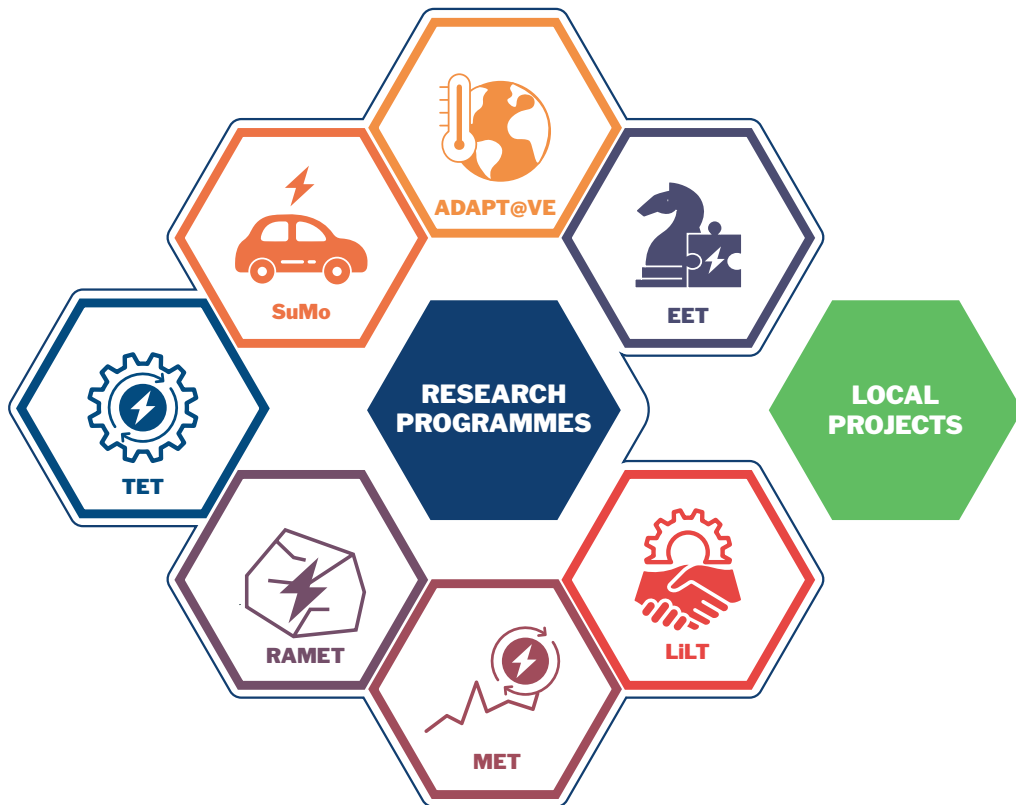 ADAPT@VE
SuMo
EET
RESEARCH
PROGRAMMES
LOCAL
PROJECTS
TET
RAMET
LiLT
MET